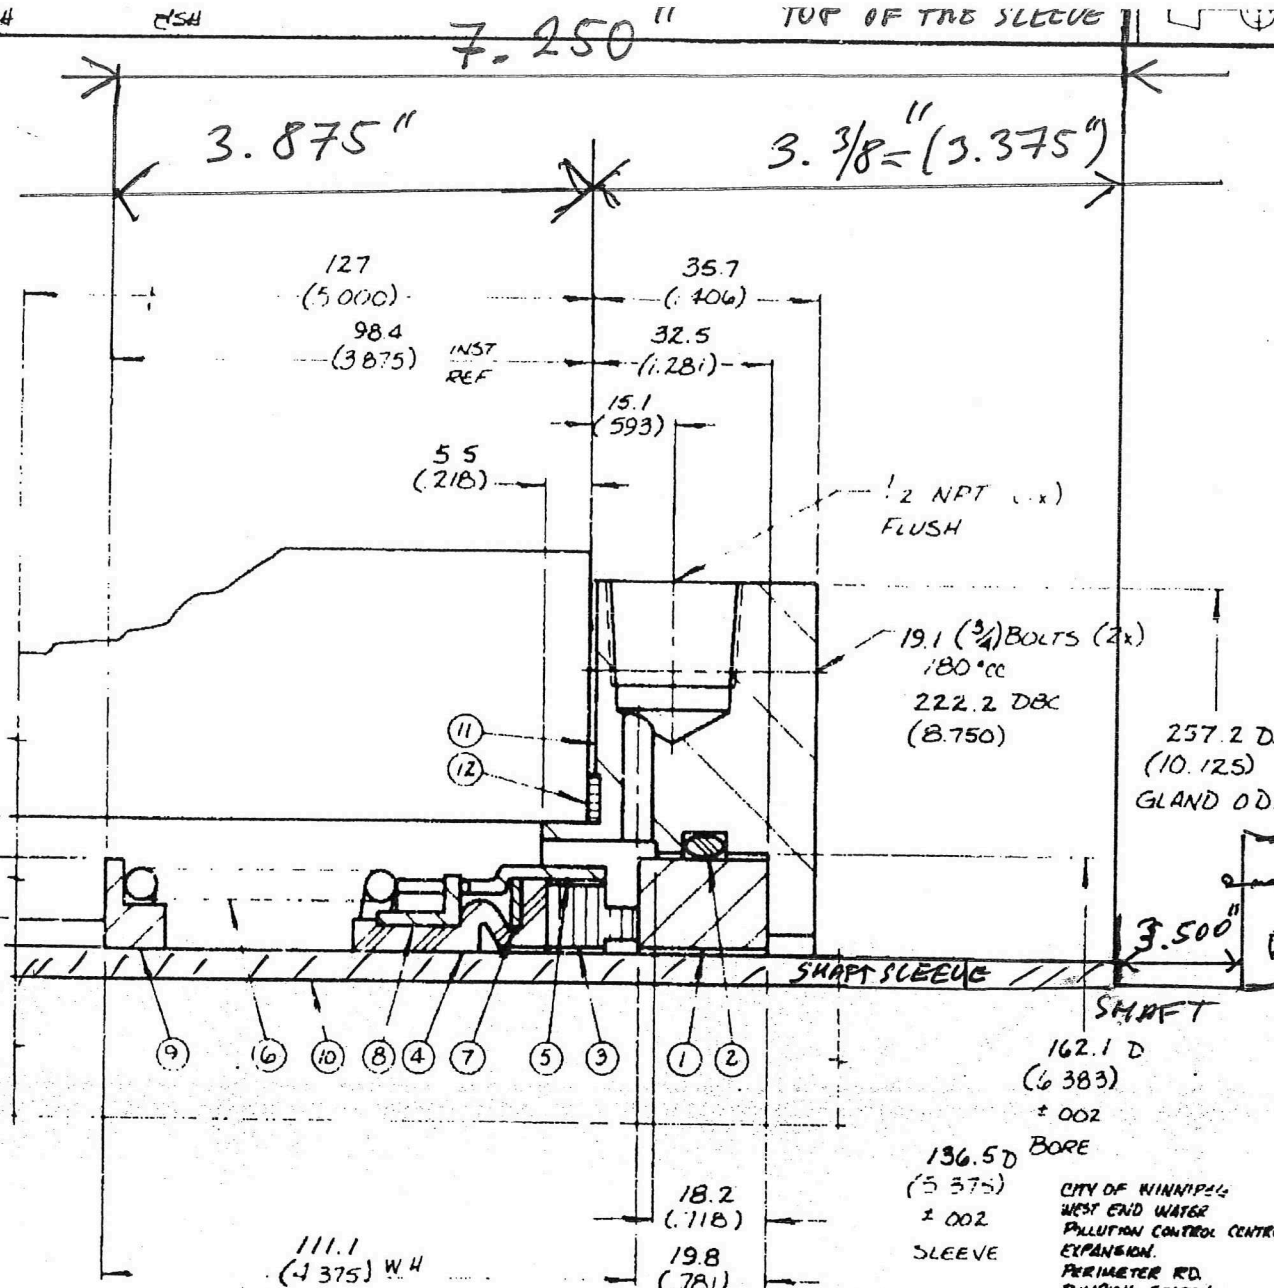 TOP OF THE SLEEVE
7.250"
3.875"
3.3/8"=(3.375")
127
(5.000)
35.7
98.4
(3.875)
INST
REF
32.5
(1.281)
15.1
(.593)
5.5
(.218)
1/2 NPT
FLUSH
19.1 (3/4) BOLTS (2x)
180°CC
222.2 DBC
(8.750)
257.2 D
(10.125)
GLAND OD
11
12
2
3.500"
SHAFT SLEEVE
SHAFT
9
10
8
4
7
5
3
1
162.1 D
(6.383)
± .002
BORE
136.5 D
(5.375)
± .002
SLEEVE
CITY OF WINNIPEG
WEST END WATER
POLLUTION CONTROL CENTRE
EXPANSION.
PERIMETER RD.
18.2
(.718)
19.8
(.781)
111.1
(4.375) WH